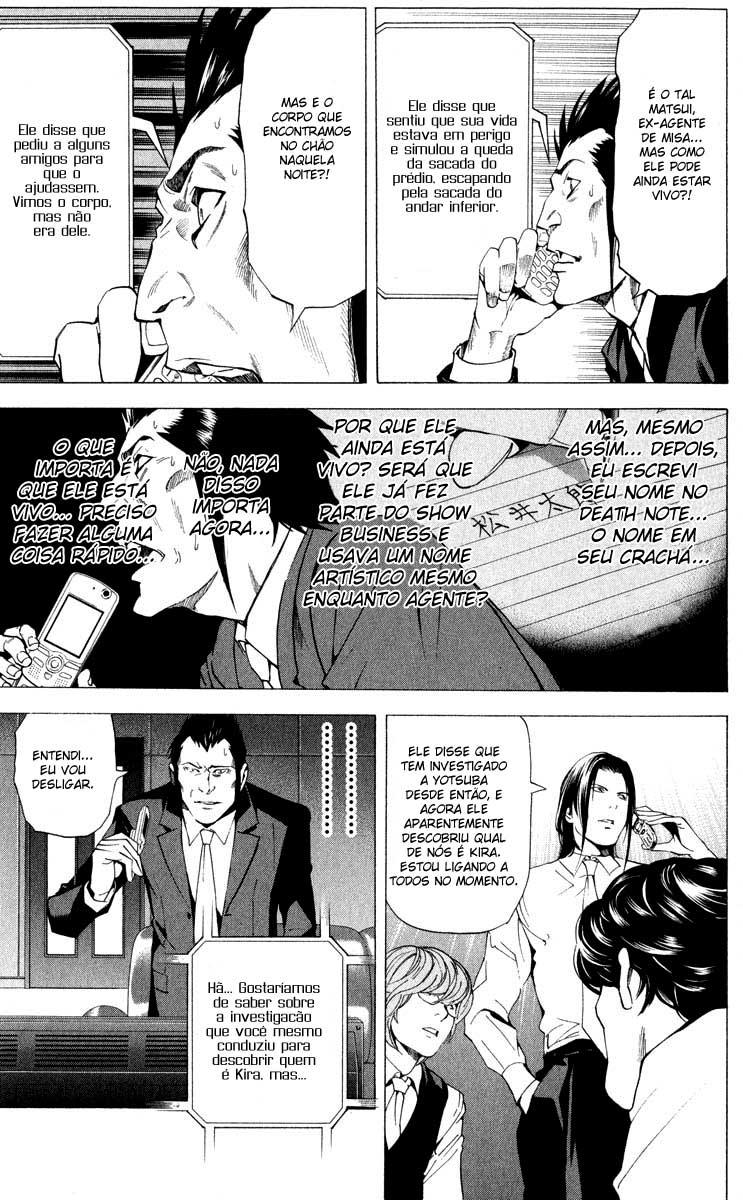 É O TAL
MATSUI,
EX-AGENTE
DE MISA...
MAS COMO
ELE PODE
AINDA ESTAR
VIVO?!
Ele disse que
sentiu que sua vida
estava em perigo
e simulou a queda
da sacada do
prédio, escapando
pela sacada do
andar inferior.
MAS E O
CORPO QUE
ENCONTRAMOS
NO CHÃO
NAQUELA
NOITE?!
Ele disse que
pediu a alguns
amigos para
que o
ajudassem.
Vimos o corpo,
mas não
era dele.
MAS, MESMO
ASSIM... DEPOIS,
EU ESCREVI
SEU NOME NO
DEATH NOTE...
O NOME EM
SEU CRACHÁ...
松井太郎
POR QUE ELE
AINDA ESTÁ
VIVO? SERÁ QUE
ELE JÁ FEZ
PARTE DO SHOW
BUSINESS E
USAVA UM NOME
ARTÍSTICO MESMO
ENQUANTO AGENTE?
NÃO, NADA
DISSO
IMPORTA
AGORA...
O QUE
IMPORTA É
QUE ELE ESTÁ
VIVO... PRECISO
FAZER ALGUMA
COISA RÁPIDO...
ELE DISSE QUE
TEM INVESTIGADO
A YOTSUBA
DESDE ENTÃO, E
AGORA ELE
APARENTEMENTE
DESCOBRIU QUAL
DE NÓS É KIRA.
ESTOU LIGANDO A
TODOS NO MOMENTO.
ENTENDI...
EU VOU
DESLIGAR.
Hã... Gostariamos
de saber sobre
a investigacão
que você mesmo
conduziu para
descobrir quem
é Kira, mas...